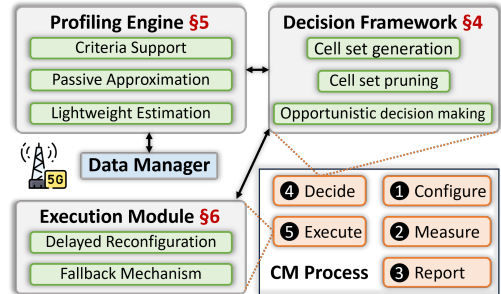 Profiling Engine §5
Criteria Support
Passive Approximation
Lightweight Estimation
Decision Framework §4
Cell set generation
Cell set pruning
Opportunistic decision making
5G
Data Manager
Execution Module §6
Delayed Reconfiguration
Fallback Mechanism
❹ Decide
❶ Configure
❺ Execute
❷ Measure
CM Process
❸ Report